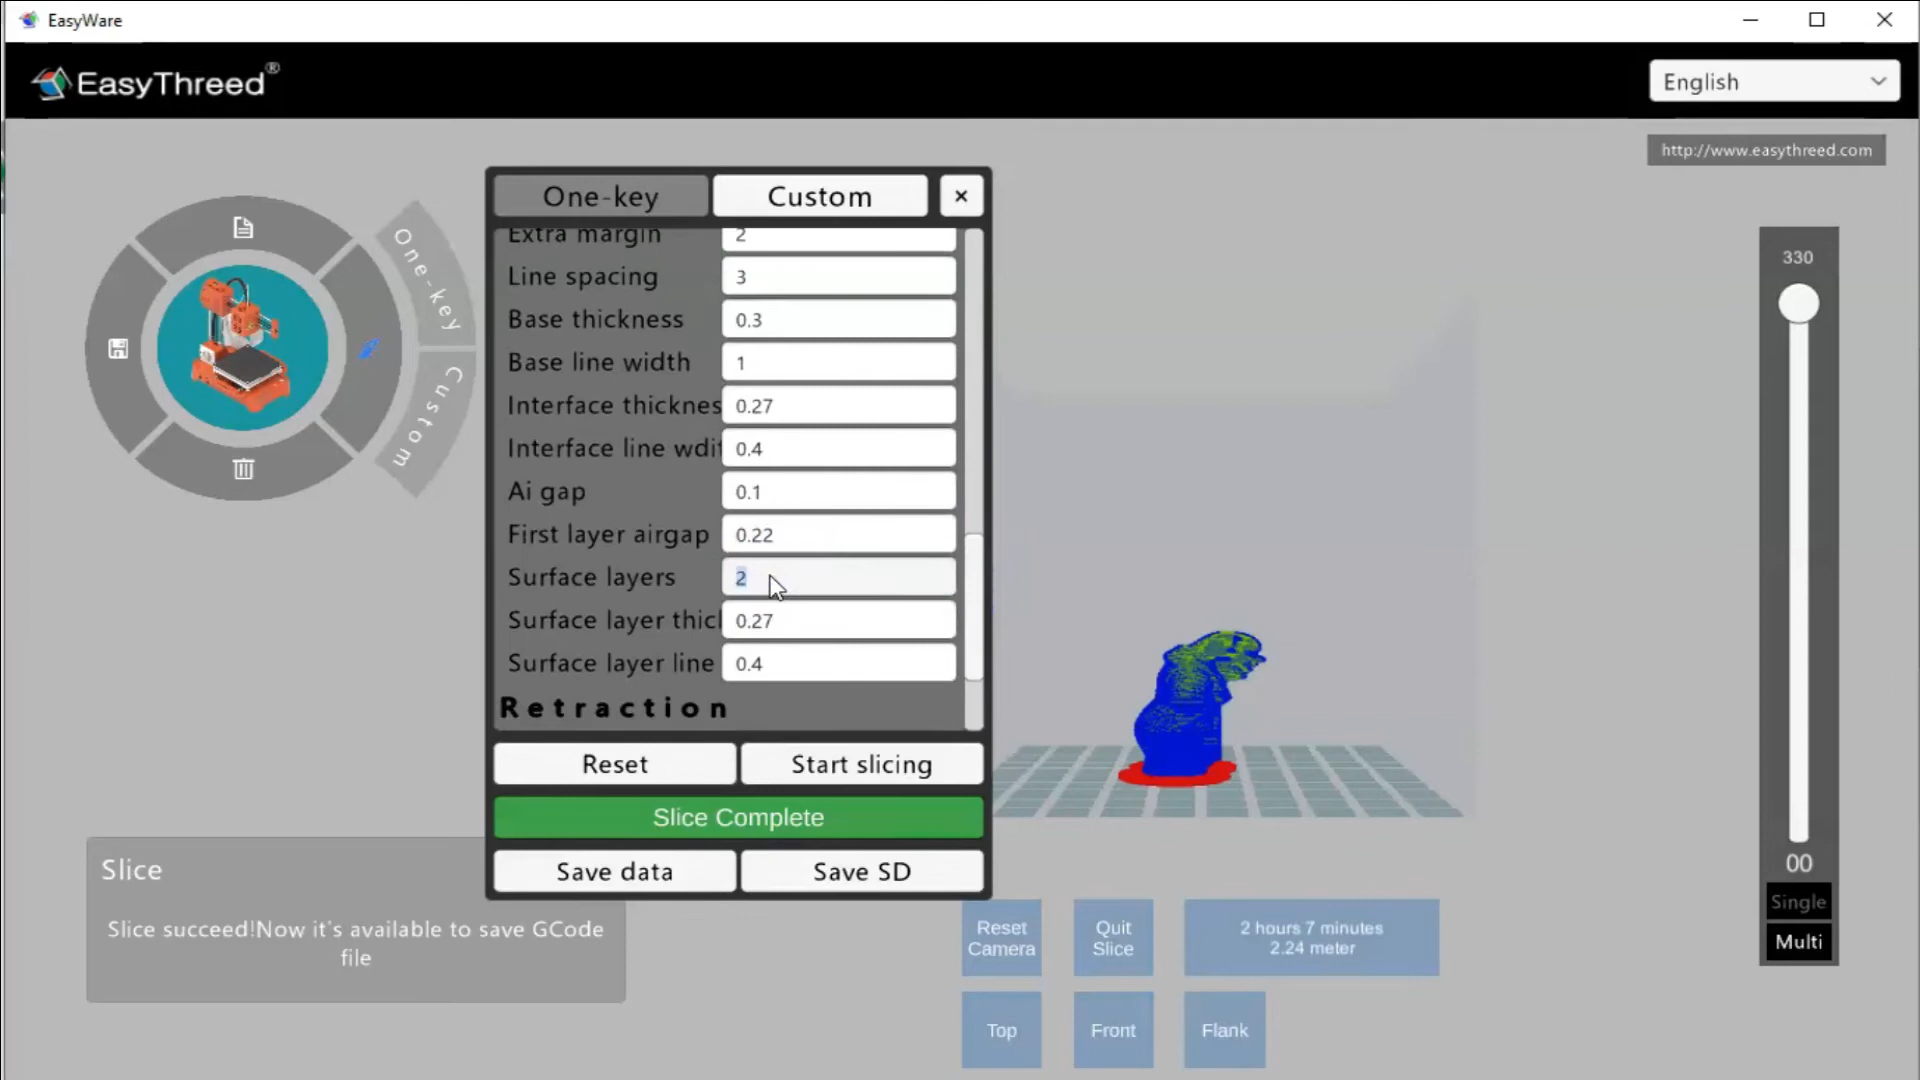 EasyWare
EasyThreed®
English
http://www.easythreed.com
One-key
Custom
One-key
Custom
×
Extra margin 2
Line spacing 3
Base thickness 0.3
Base line width 1
Interface thicknes 0.27
Interface line wdit 0.4
Ai gap 0.1
First layer airgap 0.22
Surface layers 2
Surface layer thicl 0.27
Surface layer line 0.4
Retraction
Reset
Start slicing
Slice Complete
Save data
Save SD
Slice
Slice succeed!Now it's available to save GCode
file
Reset
Camera
Quit
Slice
2 hours 7 minutes
2.24 meter
Top
Front
Flank
330
00
Single
Multi